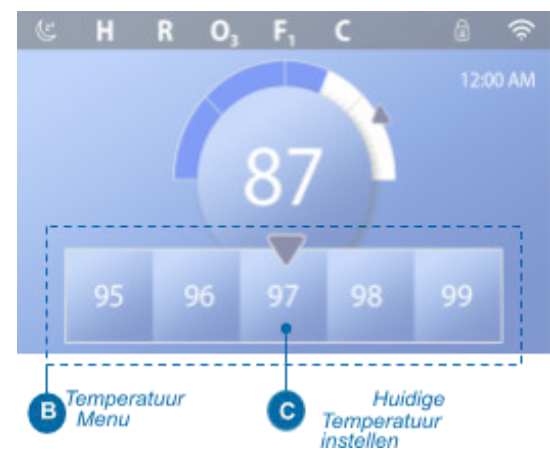 H R O3 F1 C
12:00 AM
87
95 96 97 98 99
B Temperatuur Menu
C Huidige Temperatuur instellen